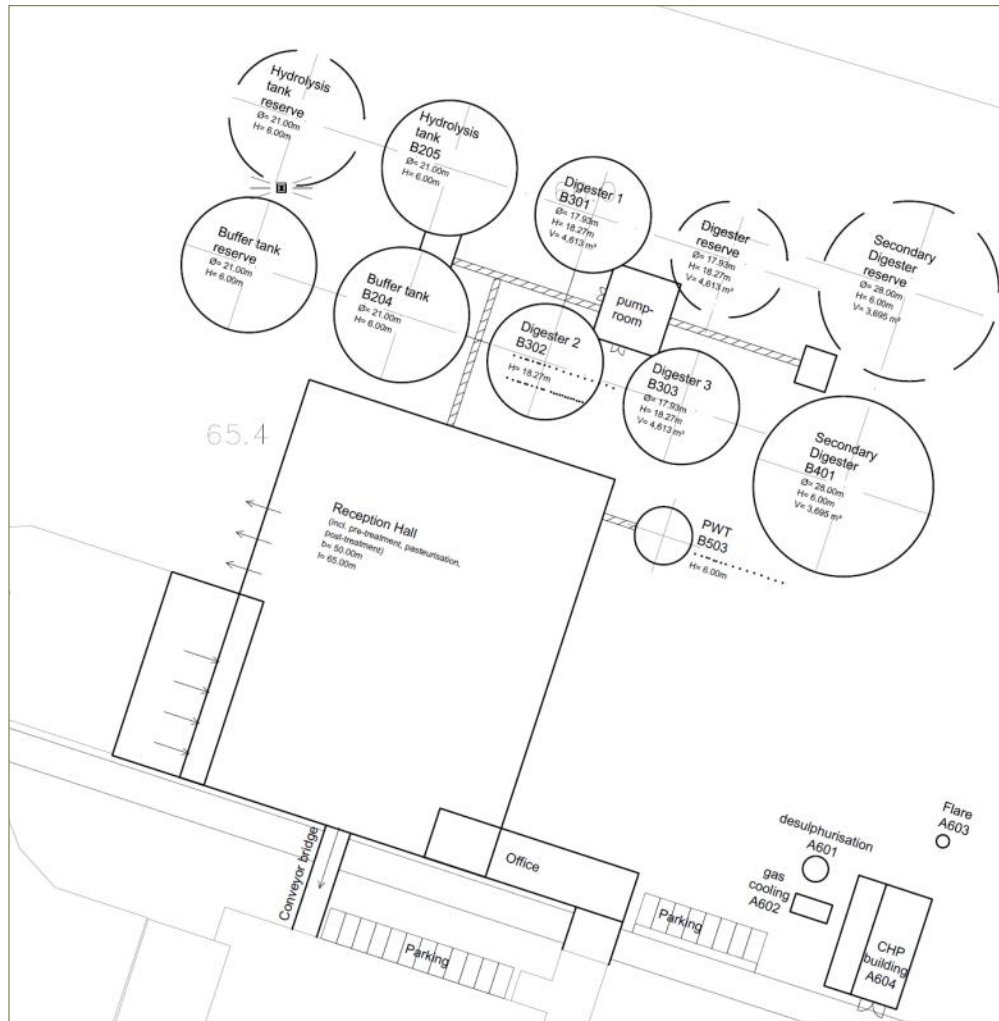 Hydrolysis
tank
reserve
Ø= 21.00m
H= 6.00m
Hydrolysis
tank
B205
Ø= 21.00m
H= 6.00m
Digester 1
B301
Ø= 17.93m
H= 18.27m
V= 4,613 m³
Digester
reserve
Ø= 17.93m
H= 18.27m
V= 4,613 m³
Secondary
Digester
reserve
Ø= 28.00m
H= 6.00m
V= 3,695 m³
Buffer tank
reserve
Ø= 21.00m
H= 6.00m
Buffer tank
B204
Ø= 21.00m
H= 6.00m
pump-
room
Digester 2
B302
H= 18.27m
Digester 3
B303
Ø= 17.93m
H= 18.27m
V= 4,613 m³
Secondary
Digester
B401
Ø= 28.00m
H= 6.00m
V= 3,695 m³
65.4
Reception Hall
(incl. pre-treatment, pasteurisation,
post-treatment)
b= 50.00m
l= 65.00m
PWT
B503
H= 6.00m
Flare
A603
desulphurisation
A601
gas
cooling
A602
CHP
building
A604
Office
Conveyor bridge
Parking
Parking